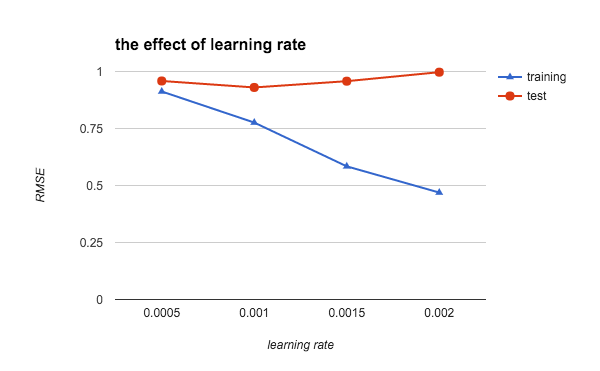 the effect of learning rate
1
0.75
0.5
0.25
0
RMSE
0.0005 0.001 0.0015 0.002
learning rate
training
test